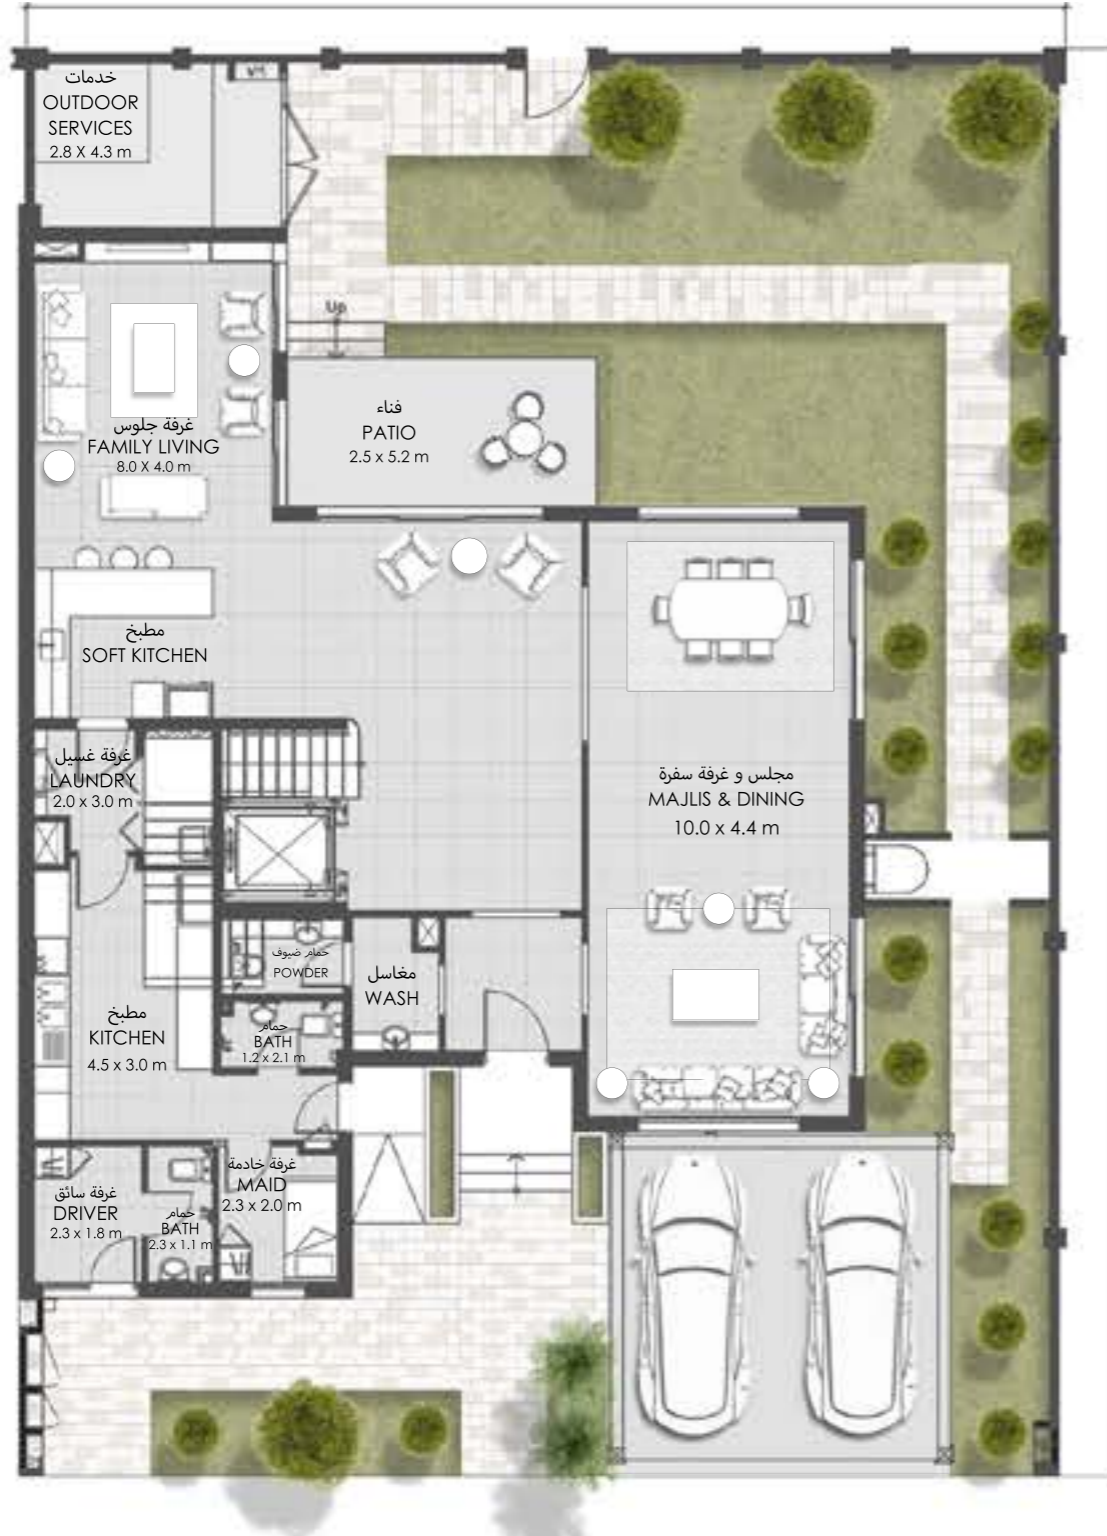 خدمات
OUTDOOR
SERVICES
2.8 X 4.3 m
Up
غرفة جلوس
FAMILY LIVING
8.0 X 4.0 m
فناء
PATIO
2.5 x 5.2 m
مطبخ
SOFT KITCHEN
غرفة غسيل
LAUNDRY
2.0 x 3.0 m
مجلس و غرفة سفرة
MAJLIS & DINING
10.0 x 4.4 m
حمام ضيوف
POWDER
مغاسل
WASH
مطبخ
KITCHEN
4.5 x 3.0 m
حمام
BATH
1.2 x 2.1 m
غرفة سائق
DRIVER
2.3 x 1.8 m
حمام
BATH
2.3 x 1.1 m
غرفة خادمة
MAID
2.3 x 2.0 m